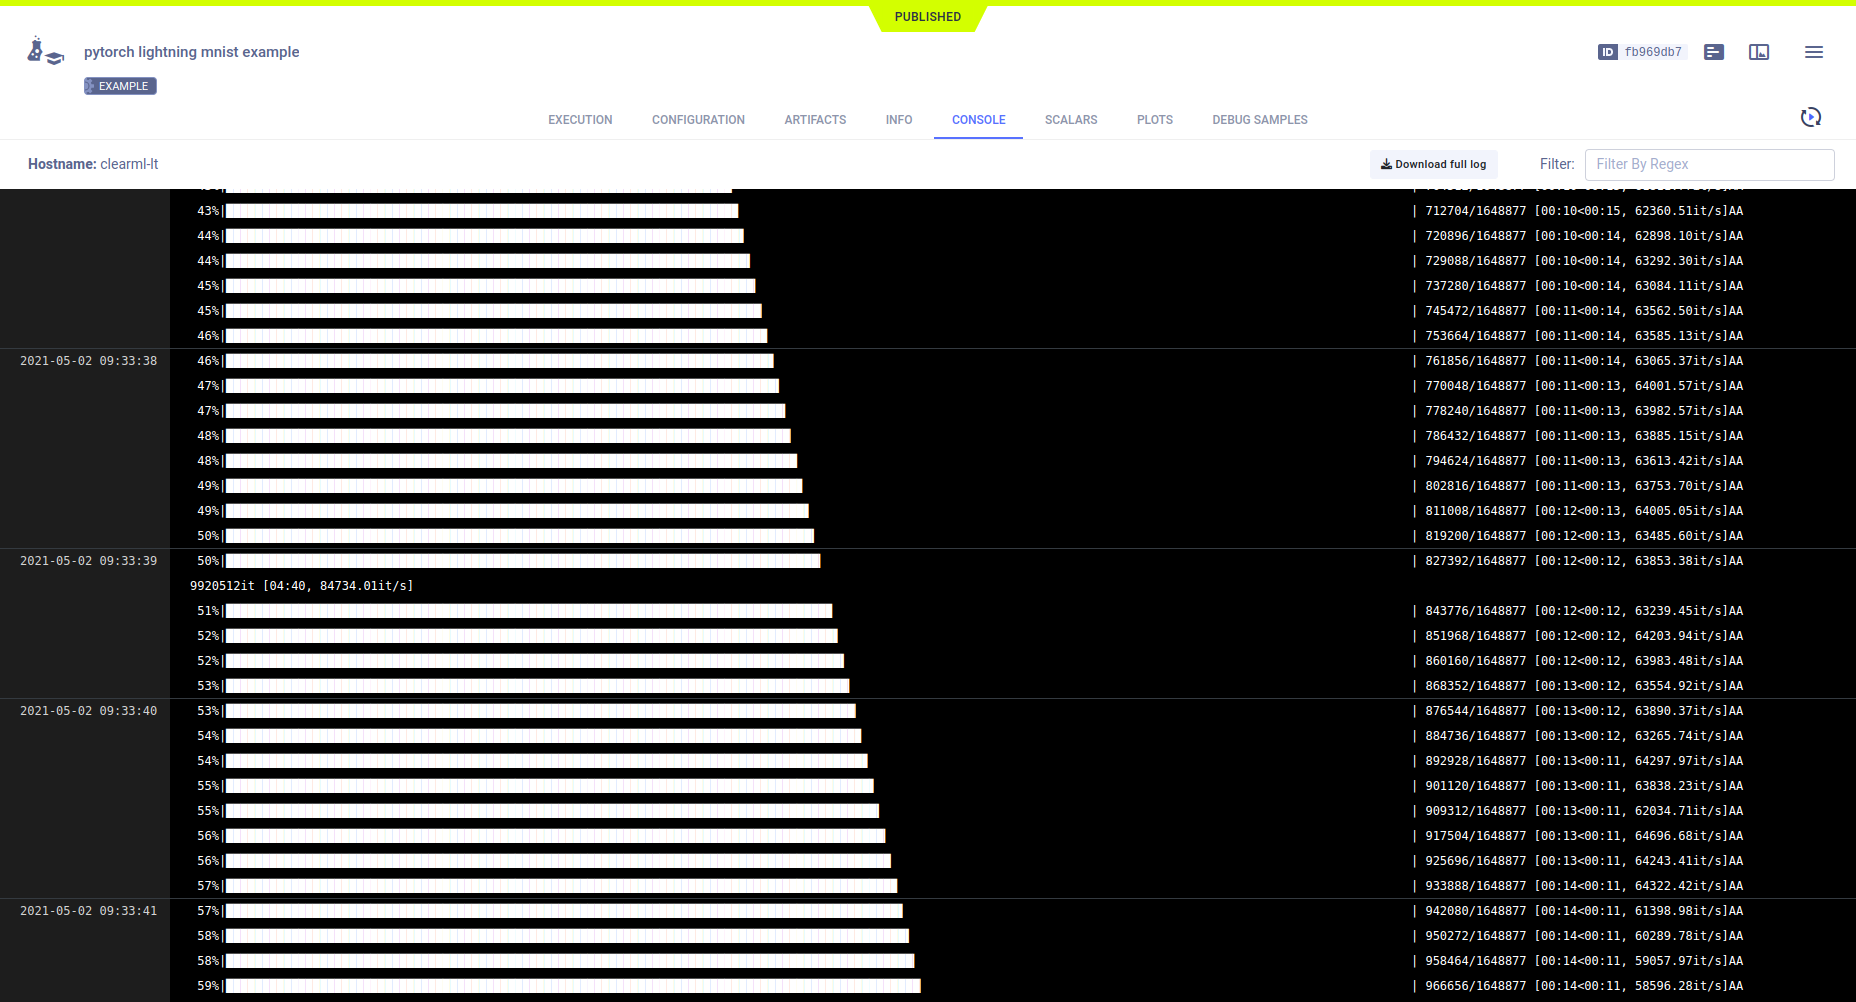 PUBLISHED
pytorch lightning mnist example
ID fb969db7
EXAMPLE
EXECUTION CONFIGURATION ARTIFACTS INFO CONSOLE SCALARS PLOTS DEBUG SAMPLES
Hostname: clearml-lt
Download full log
Filter: Filter By Regex
43%| | 712704/1648877 [00:10<00:15, 62360.51it/s]AA
44%| | 720896/1648877 [00:10<00:14, 62898.10it/s]AA
44%| | 729088/1648877 [00:10<00:14, 63292.30it/s]AA
45%| | 737280/1648877 [00:10<00:14, 63084.11it/s]AA
45%| | 745472/1648877 [00:11<00:14, 63562.50it/s]AA
46%| | 753664/1648877 [00:11<00:14, 63585.13it/s]AA
2021-05-02 09:33:38 46%| | 761856/1648877 [00:11<00:14, 63065.37it/s]AA
47%| | 770048/1648877 [00:11<00:13, 64001.57it/s]AA
47%| | 778240/1648877 [00:11<00:13, 63982.57it/s]AA
48%| | 786432/1648877 [00:11<00:13, 63885.15it/s]AA
48%| | 794624/1648877 [00:11<00:13, 63613.42it/s]AA
49%| | 802816/1648877 [00:11<00:13, 63753.70it/s]AA
49%| | 811008/1648877 [00:12<00:13, 64005.05it/s]AA
50%| | 819200/1648877 [00:12<00:13, 63485.60it/s]AA
2021-05-02 09:33:39 50%| | 827392/1648877 [00:12<00:12, 63853.38it/s]AA
9920512it [04:40, 84734.01it/s]
51%| | 843776/1648877 [00:12<00:12, 63239.45it/s]AA
52%| | 851968/1648877 [00:12<00:12, 64203.94it/s]AA
52%| | 860160/1648877 [00:12<00:12, 63983.48it/s]AA
53%| | 868352/1648877 [00:13<00:12, 63554.92it/s]AA
2021-05-02 09:33:40 53%| | 876544/1648877 [00:13<00:12, 63890.37it/s]AA
54%| | 884736/1648877 [00:13<00:12, 63265.74it/s]AA
54%| | 892928/1648877 [00:13<00:11, 64297.97it/s]AA
55%| | 901120/1648877 [00:13<00:11, 63838.23it/s]AA
55%| | 909312/1648877 [00:13<00:11, 62034.71it/s]AA
56%| | 917504/1648877 [00:13<00:11, 64696.68it/s]AA
56%| | 925696/1648877 [00:13<00:11, 64243.41it/s]AA
57%| | 933888/1648877 [00:14<00:11, 64322.42it/s]AA
2021-05-02 09:33:41 57%| | 942080/1648877 [00:14<00:11, 61398.98it/s]AA
58%| | 950272/1648877 [00:14<00:11, 60289.78it/s]AA
58%| | 958464/1648877 [00:14<00:11, 59057.97it/s]AA
59%| | 966656/1648877 [00:14<00:11, 58596.28it/s]AA